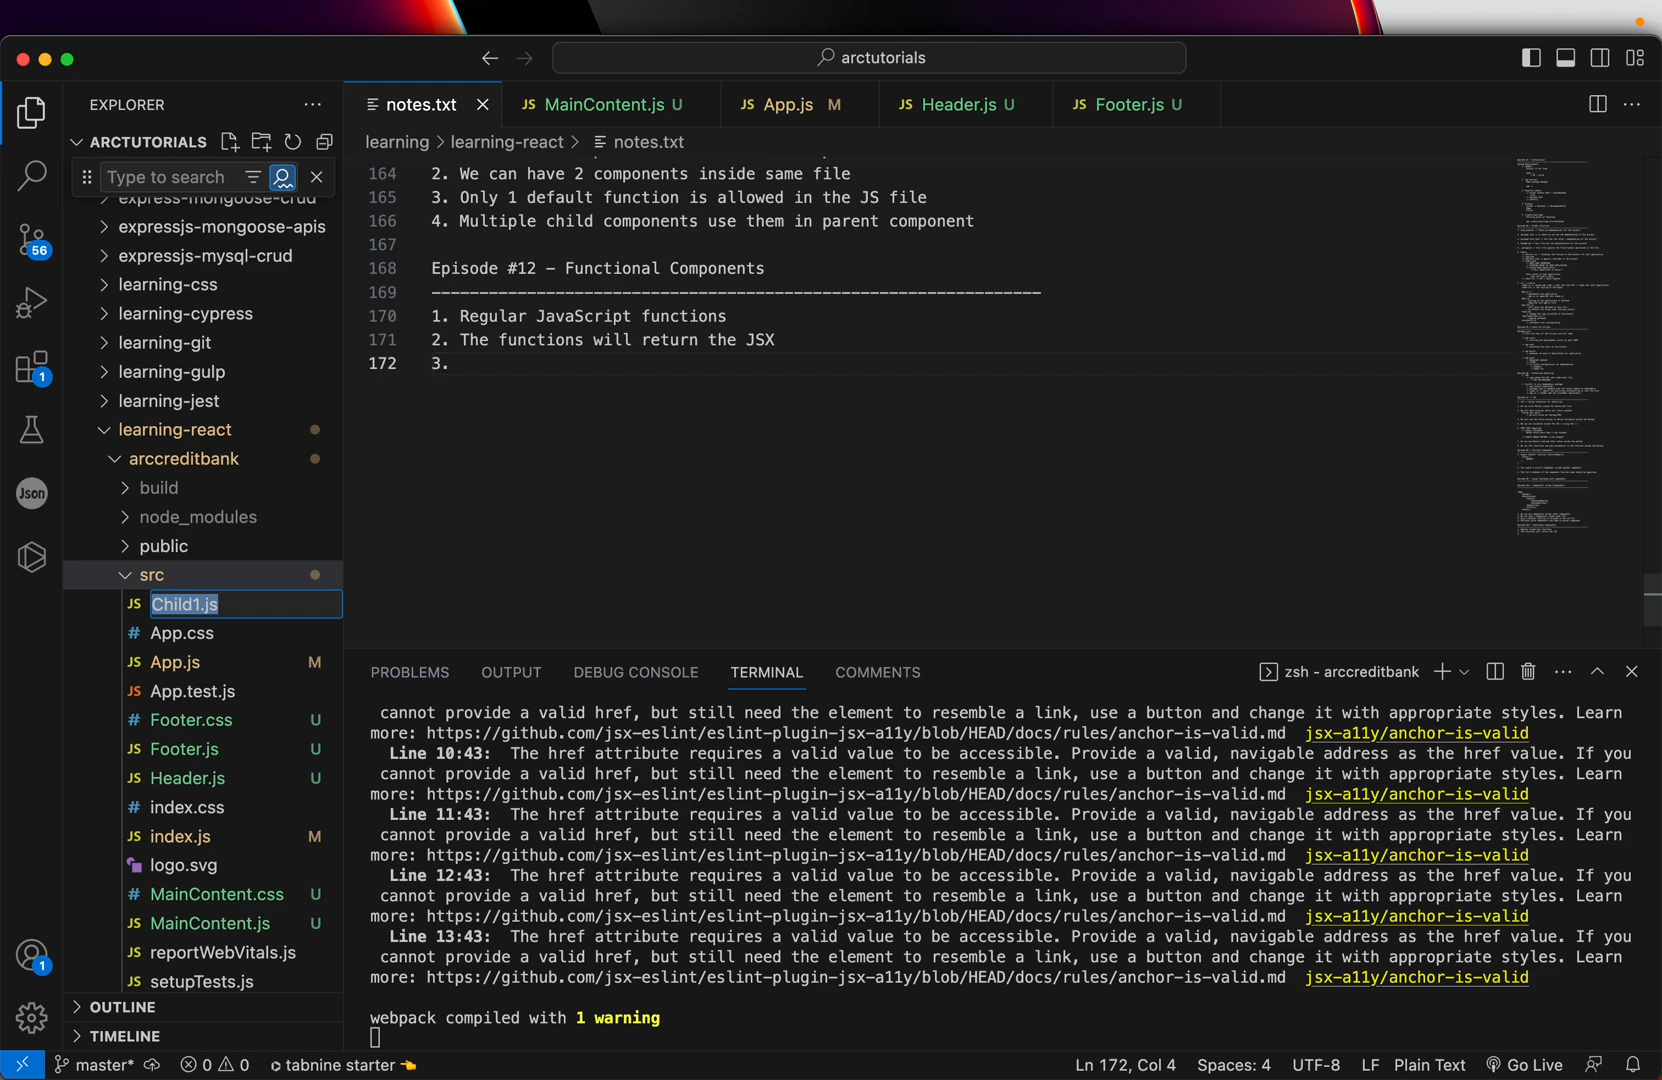 arctutorials
EXPLORER
ARCTUTORIALS
Type to search
express-mongoose-crud
expressjs-mongoose-apis
expressjs-mysql-crud
learning-css
learning-cypress
learning-git
learning-gulp
learning-jest
learning-react
arccreditbank
build
node_modules
public
src
JS Child1.js
# App.css
JS App.js M
JS App.test.js
# Footer.css U
JS Footer.js U
JS Header.js U
# index.css
JS index.js M
logo.svg
# MainContent.css U
JS MainContent.js U
JS reportWebVitals.js
JS setupTests.js
OUTLINE
TIMELINE
56
1
Json
1
notes.txt
JS MainContent.js U
JS App.js M
JS Header.js U
JS Footer.js U
learning > learning-react > notes.txt
164 2. We can have 2 components inside same file
165 3. Only 1 default function is allowed in the JS file
166 4. Multiple child components use them in parent component
167
168 Episode #12 – Functional Components
169 ----------------------------------------------------------------
170 1. Regular JavaScript functions
171 2. The functions will return the JSX
172 3.
PROBLEMS OUTPUT DEBUG CONSOLE TERMINAL COMMENTS
zsh - arccreditbank
cannot provide a valid href, but still need the element to resemble a link, use a button and change it with appropriate styles. Learn
more: https://github.com/jsx-eslint/eslint-plugin-jsx-a11y/blob/HEAD/docs/rules/anchor-is-valid.md jsx-a11y/anchor-is-valid
Line 10:43: The href attribute requires a valid value to be accessible. Provide a valid, navigable address as the href value. If you
cannot provide a valid href, but still need the element to resemble a link, use a button and change it with appropriate styles. Learn
more: https://github.com/jsx-eslint/eslint-plugin-jsx-a11y/blob/HEAD/docs/rules/anchor-is-valid.md jsx-a11y/anchor-is-valid
Line 11:43: The href attribute requires a valid value to be accessible. Provide a valid, navigable address as the href value. If you
cannot provide a valid href, but still need the element to resemble a link, use a button and change it with appropriate styles. Learn
more: https://github.com/jsx-eslint/eslint-plugin-jsx-a11y/blob/HEAD/docs/rules/anchor-is-valid.md jsx-a11y/anchor-is-valid
Line 12:43: The href attribute requires a valid value to be accessible. Provide a valid, navigable address as the href value. If you
cannot provide a valid href, but still need the element to resemble a link, use a button and change it with appropriate styles. Learn
more: https://github.com/jsx-eslint/eslint-plugin-jsx-a11y/blob/HEAD/docs/rules/anchor-is-valid.md jsx-a11y/anchor-is-valid
Line 13:43: The href attribute requires a valid value to be accessible. Provide a valid, navigable address as the href value. If you
cannot provide a valid href, but still need the element to resemble a link, use a button and change it with appropriate styles. Learn
more: https://github.com/jsx-eslint/eslint-plugin-jsx-a11y/blob/HEAD/docs/rules/anchor-is-valid.md jsx-a11y/anchor-is-valid
webpack compiled with 1 warning
master* 0 0 tabnine starter Ln 172, Col 4 Spaces: 4 UTF-8 LF Plain Text Go Live